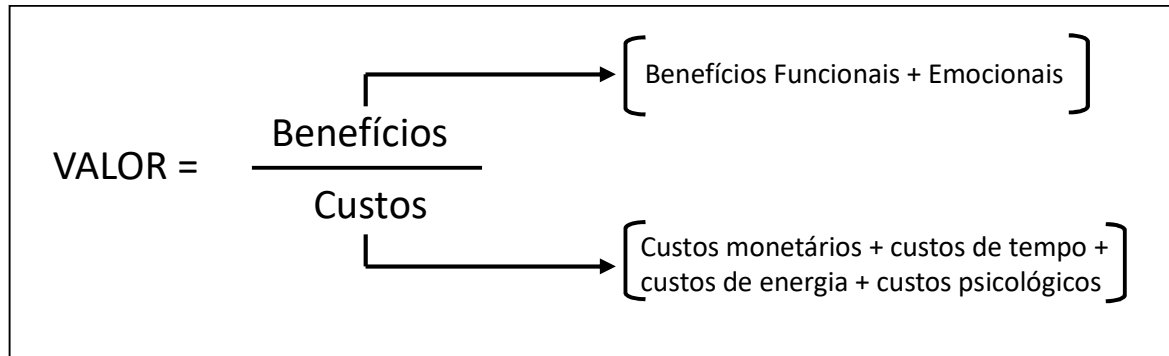 Benefícios Funcionais + Emocionais
Benefícios
VALOR =
Custos
Custos monetários + custos de tempo +
custos de energia + custos psicológicos